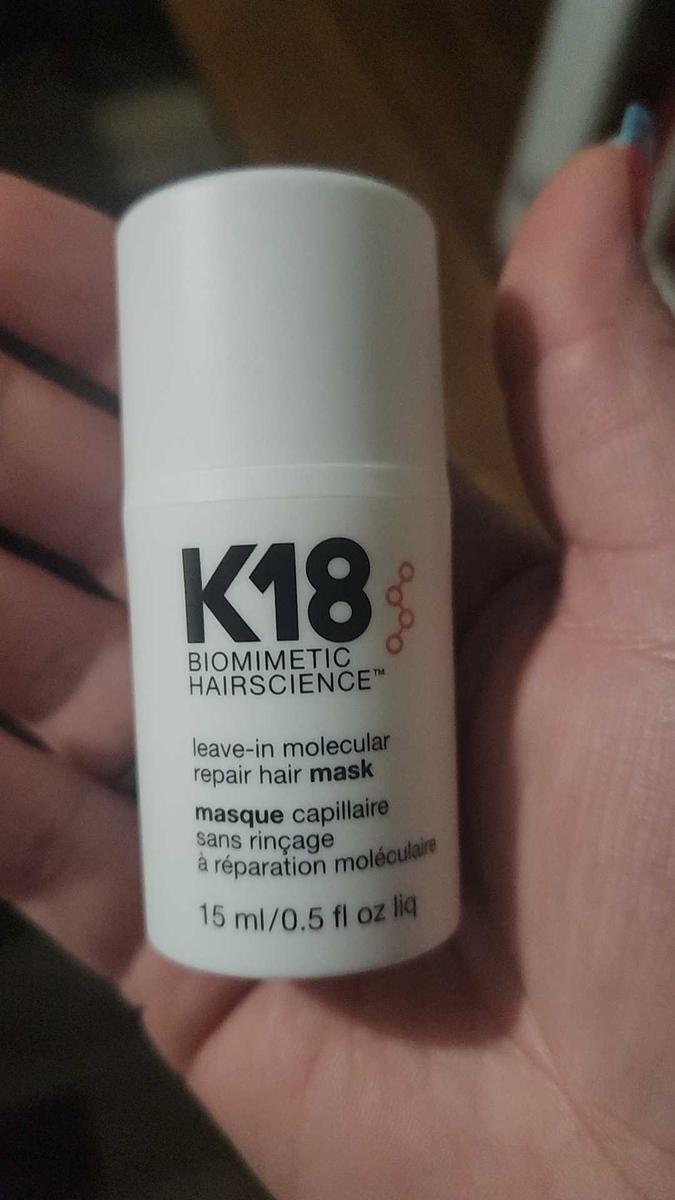 K18
BIOMIMETIC
HAIRSCIENCE™
leave-in molecular
repair hair mask
masque capillaire
sans rinçage
à réparation moléculaire
15 ml/0.5 fl oz liq